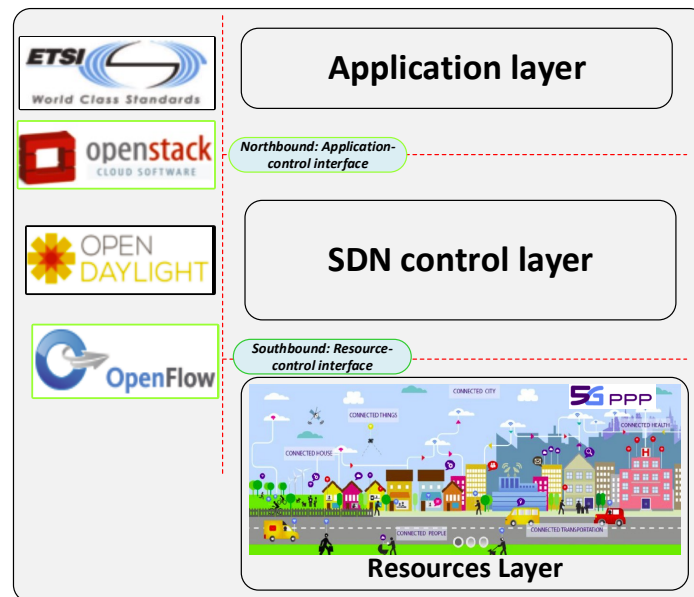 ETSI
World Class Standards
Application layer
openstack
CLOUD SOFTWARE
Northbound: Application-
control interface
OPEN
DAYLIGHT
SDN control layer
OpenFlow
Southbound: Resource-
control interface
5G PPP
CONNECTED CITY
CONNECTED THINGS
CONNECTED HEALTH
CONNECTED HOUSE
H
CONNECTED PEOPLE
CONNECTED TRANSPORTATION
Resources Layer